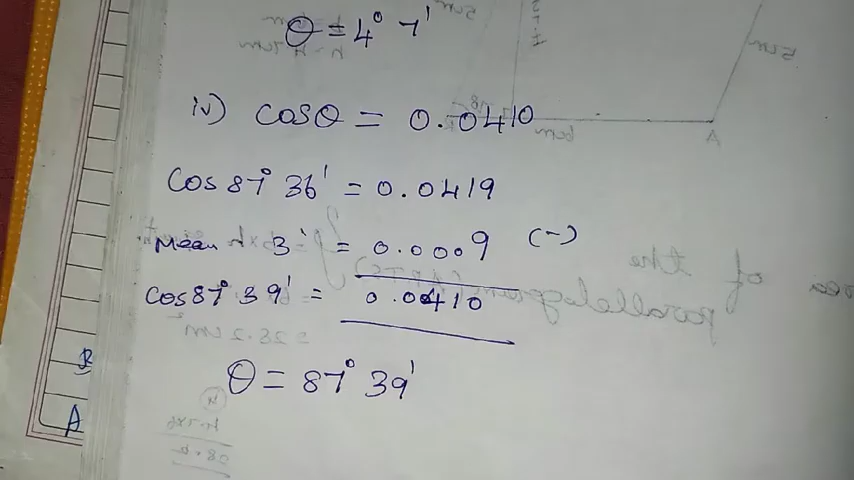 θ = 4° 7'
iv) cosθ = 0.0410
Cos 87° 36' = 0.0419
Mean 3' = 0.0009 (-)
cos 87° 39' = 0.0410
θ = 87° 39'
B
A